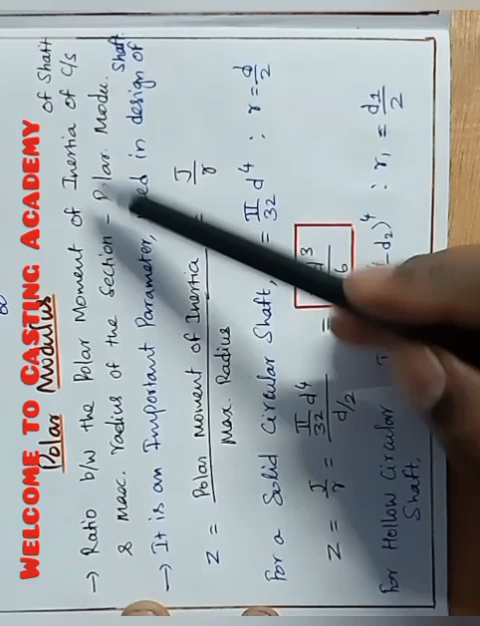 WELCOME TO CASTING ACADEMY
Polar Modulus
→ Ratio b/w the Polar Moment of Inertia of C/s of Shaft
& max. radius of the section - Polar. Modu.
→ It is an Important Parameter, in design of Shaft
Z = Polar Moment of Inertia / Max. Radius = J/r
For a Solid Circular Shaft, = π/32 d⁴ : r = d/2
Z = J/r = (π/32 d⁴)/(d/2) =
For Hollow Circular -d₂)⁴ : r₁ = d₁/2
Shaft,